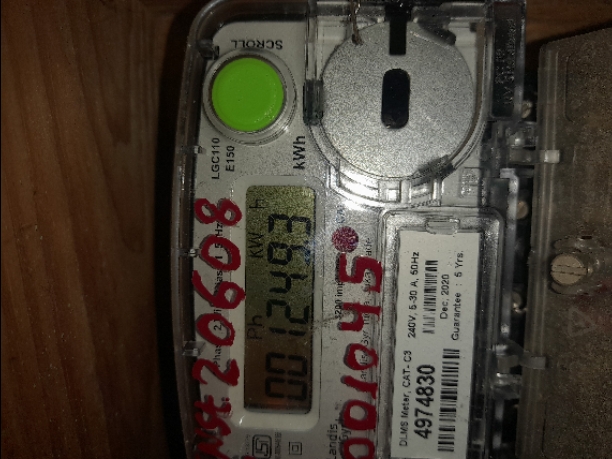 SCROLL
LGC110
E150
kWh
Ph KW h
0012493
Nst. 20608
001045
240V, 5-30 A, 50Hz
Dec. 2020
Guarantee : 5 Yrs.
DLMS Meter, CAT- C3
4974830